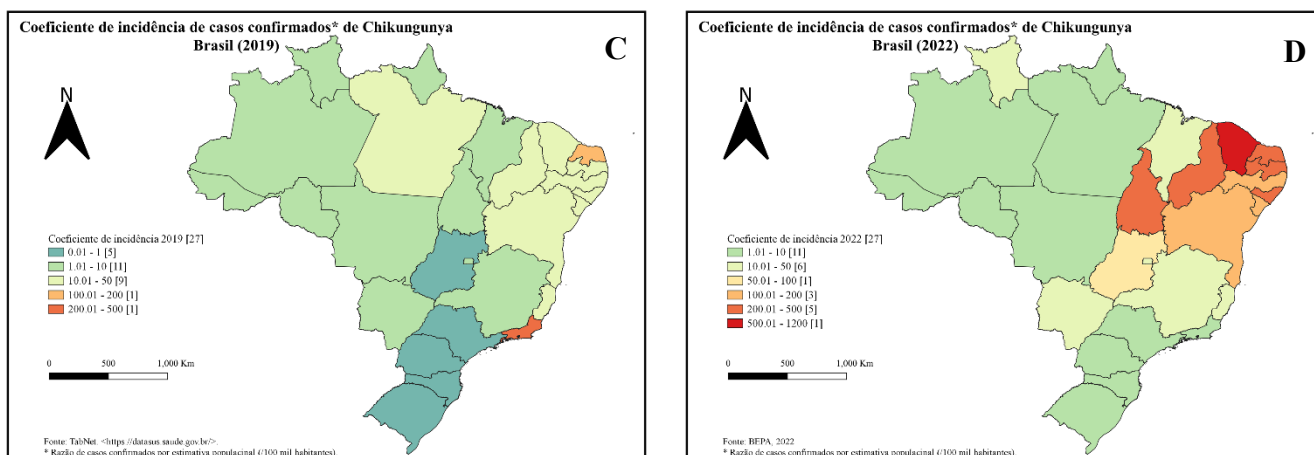 Coeficiente de incidência de casos confirmados* de Chikungunya
Brasil (2019)
C
N
Coeficiente de incidência 2019 [27]
0.01 - 1 [5]
1.01 - 10 [11]
10.01 - 50 [9]
100.01 - 200 [1]
200.01 - 500 [1]
0 500 1,000 Km
Fonte: TabNet. <https://datasus.saude.gov.br/>.
* Razão de casos confirmados por estimativa populacinal (/100 mil habitantes).
Coeficiente de incidência de casos confirmados* de Chikungunya
Brasil (2022)
D
N
Coeficiente de incidência 2022 [27]
1.01 - 10 [11]
10.01 - 50 [6]
50.01 - 100 [1]
100.01 - 200 [3]
200.01 - 500 [5]
500.01 - 1200 [1]
0 500 1,000 Km
Fonte: BEPA, 2022
* Razão de casos confirmados por estimativa populacinal (/100 mil habitantes).